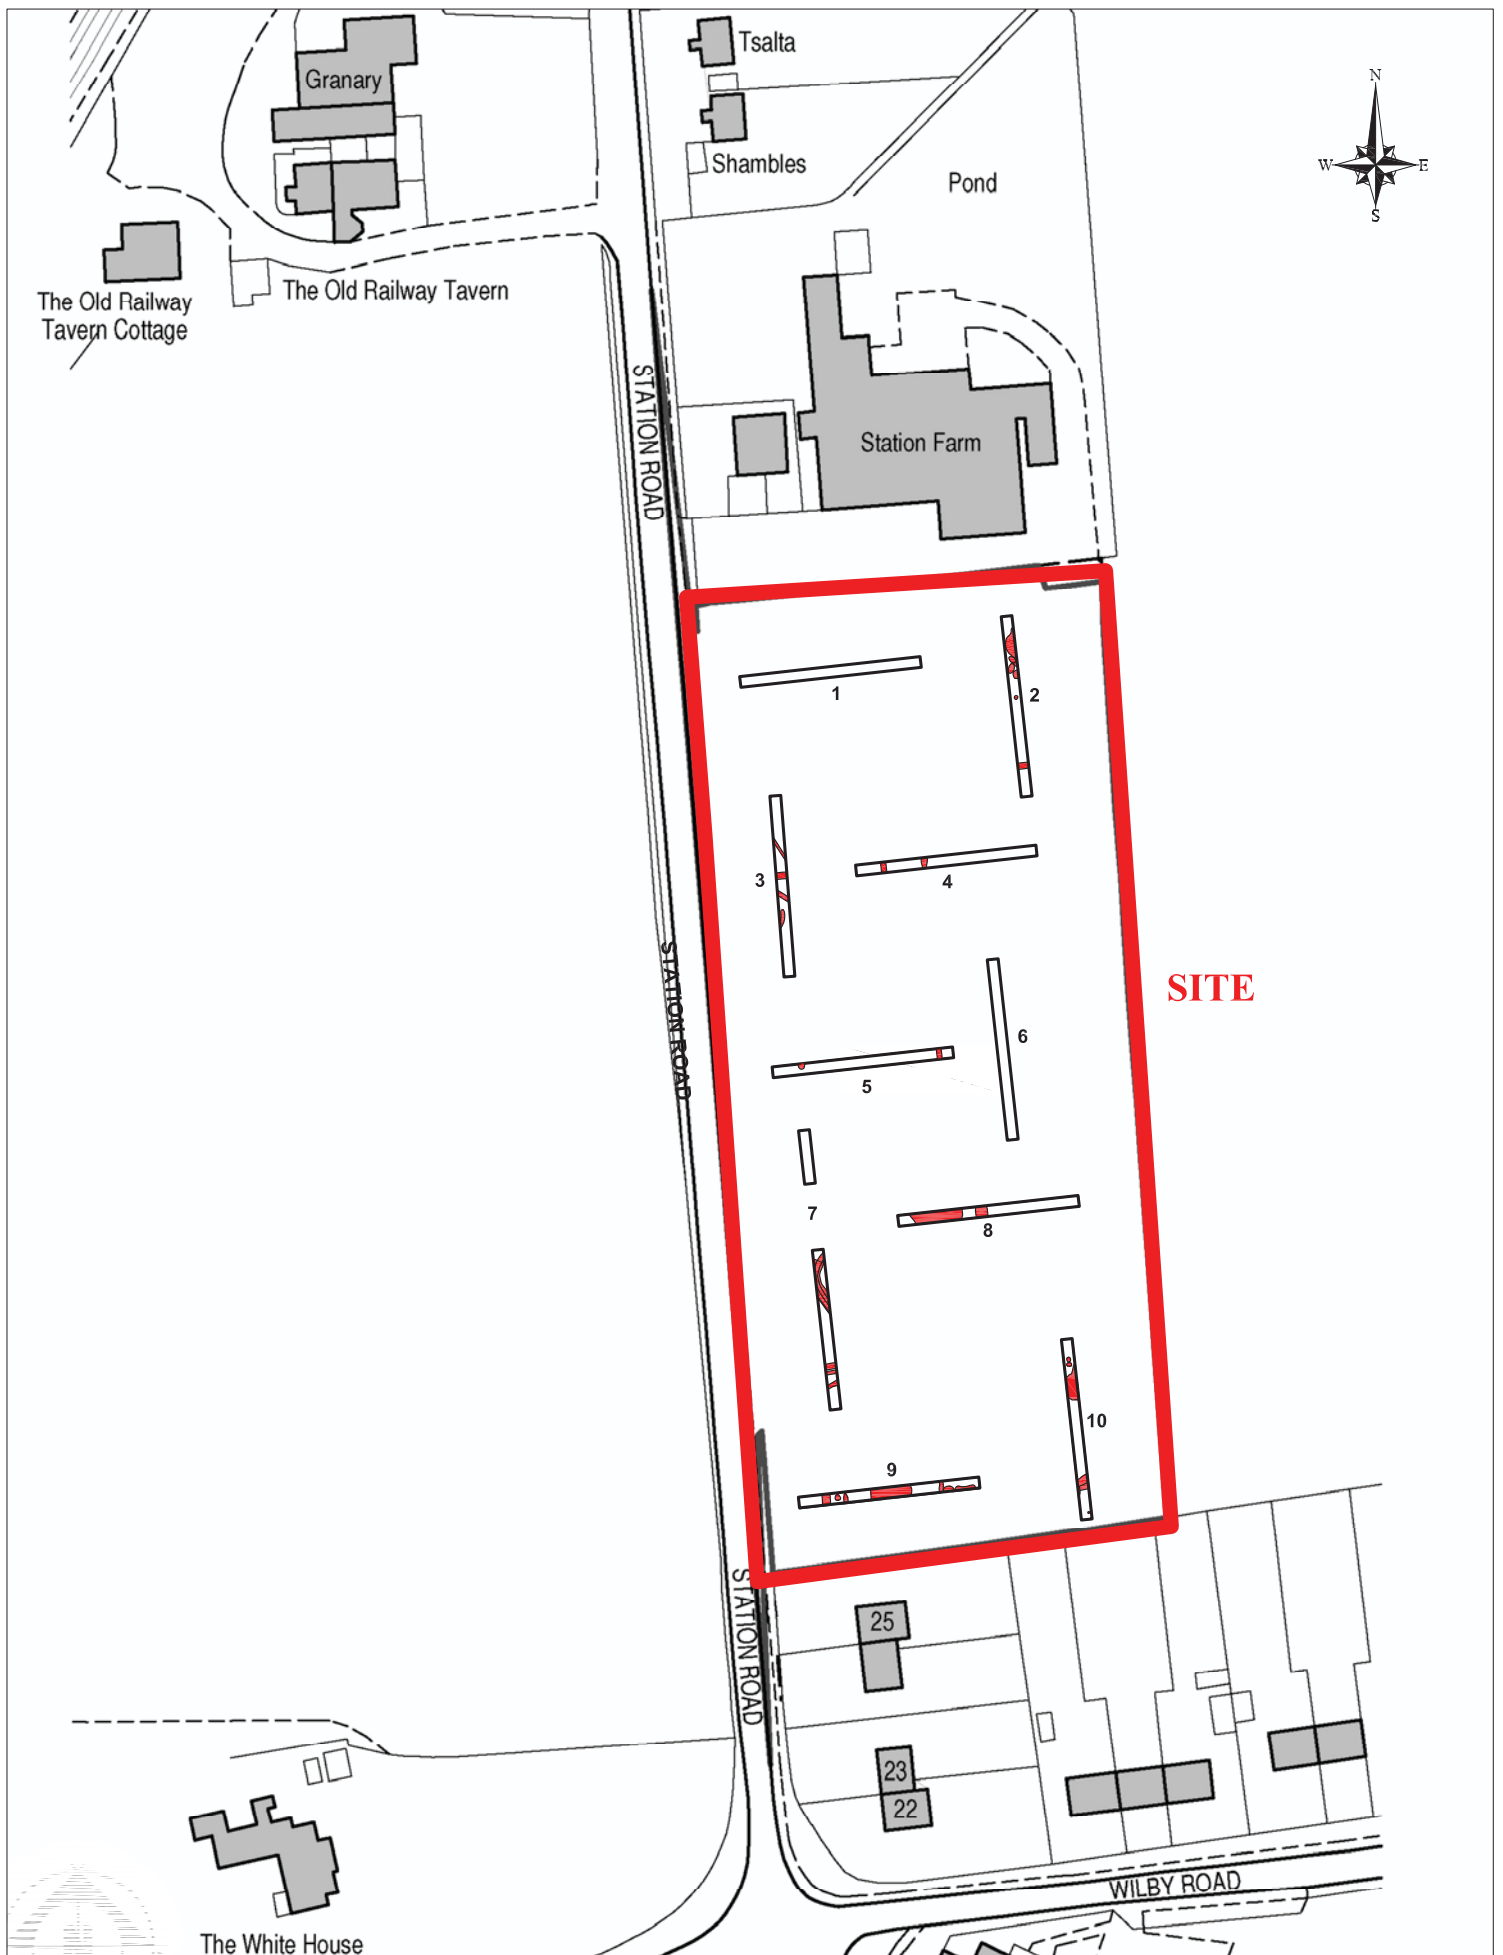 Tsalta
Granary
N
W
E
S
Shambles
Pond
The Old Railway Tavern
The Old Railway
Tavern Cottage
STATION ROAD
Station Farm
1
2
3
4
STATION ROAD
SITE
6
5
7
8
10
9
STATION ROAD
25
23
22
WILBY ROAD
The White House